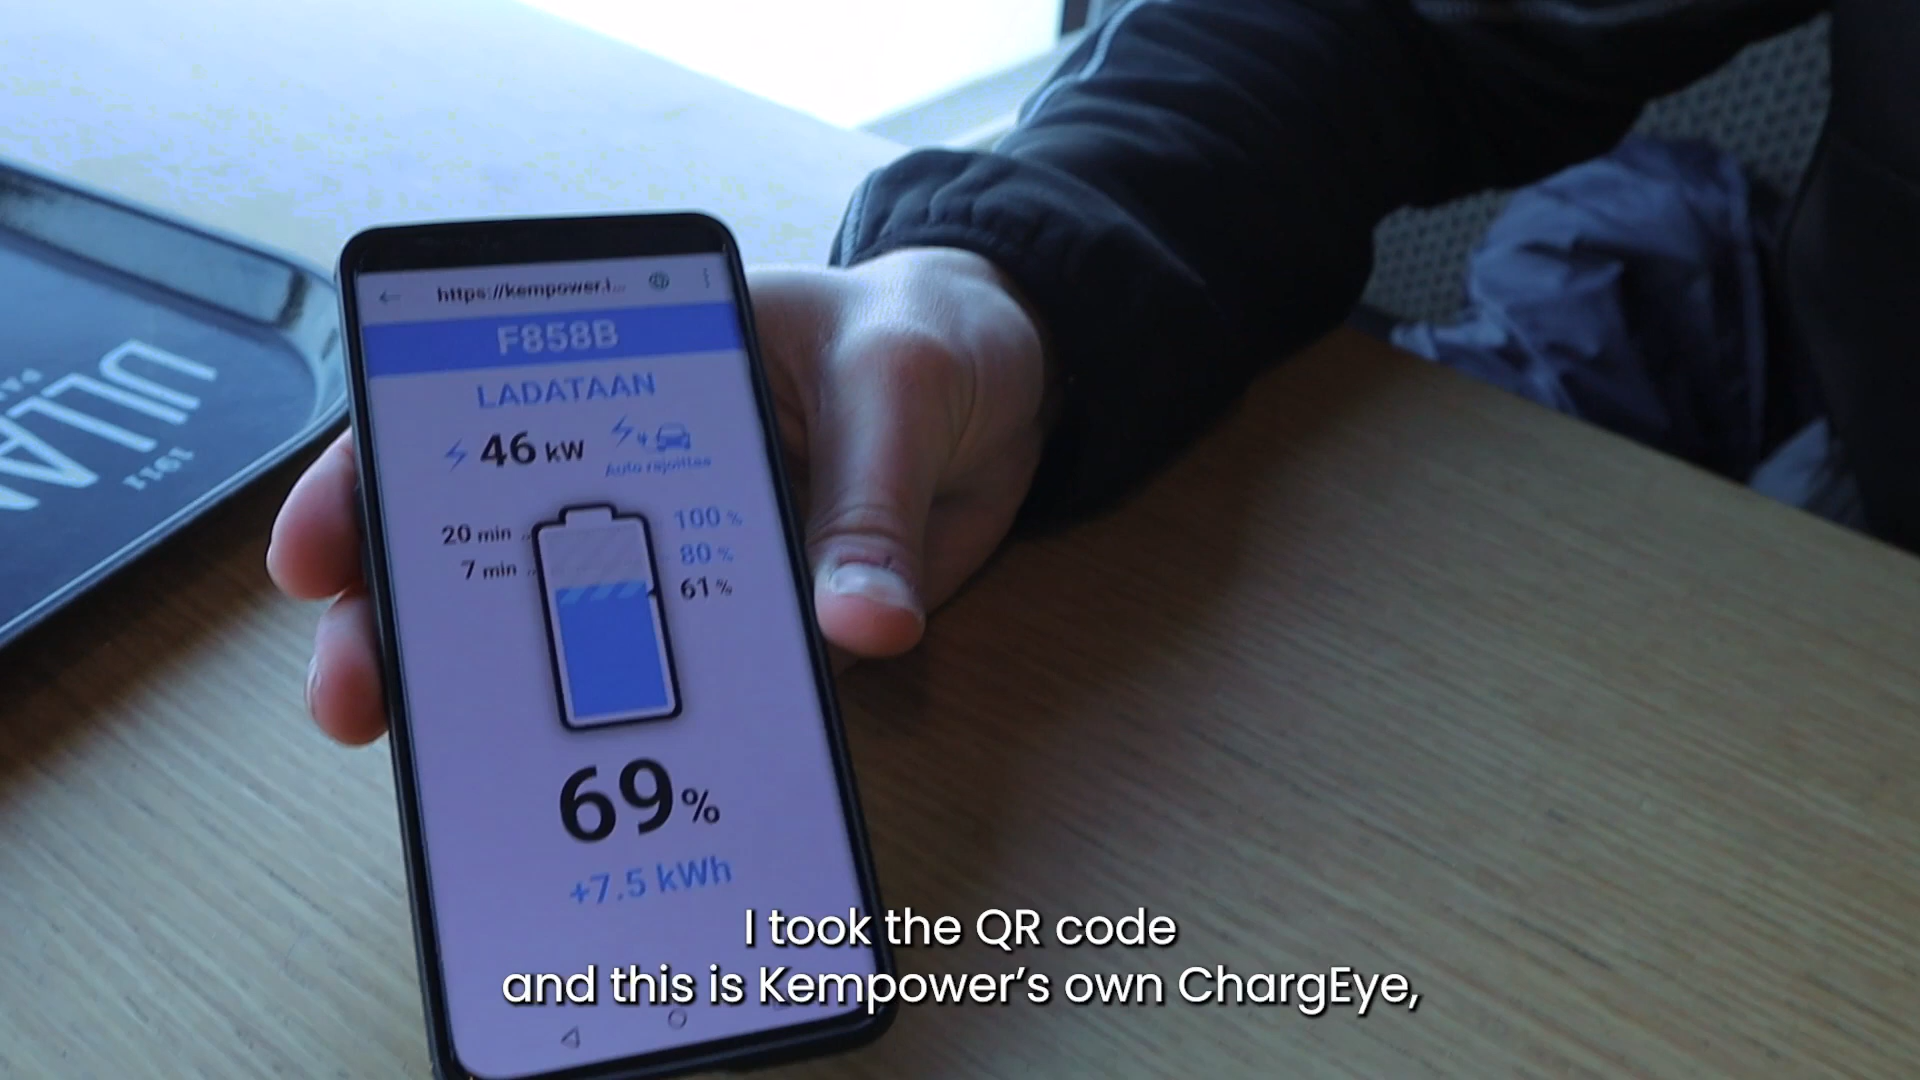 https://kempower.i...
F858B
LADATAAN
46 kW
Auto rajoittaa
20 min
100 %
7 min
80 %
61 %
69 %
+7.5 kWh
ULLAN
1911
I took the QR code
and this is Kempower’s own ChargEye,